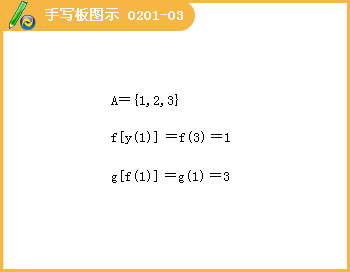 手写板图示 0201-03
A={1,2,3}
f[y(1)]=f(3)=1
g[f(1)]=g(1)=3